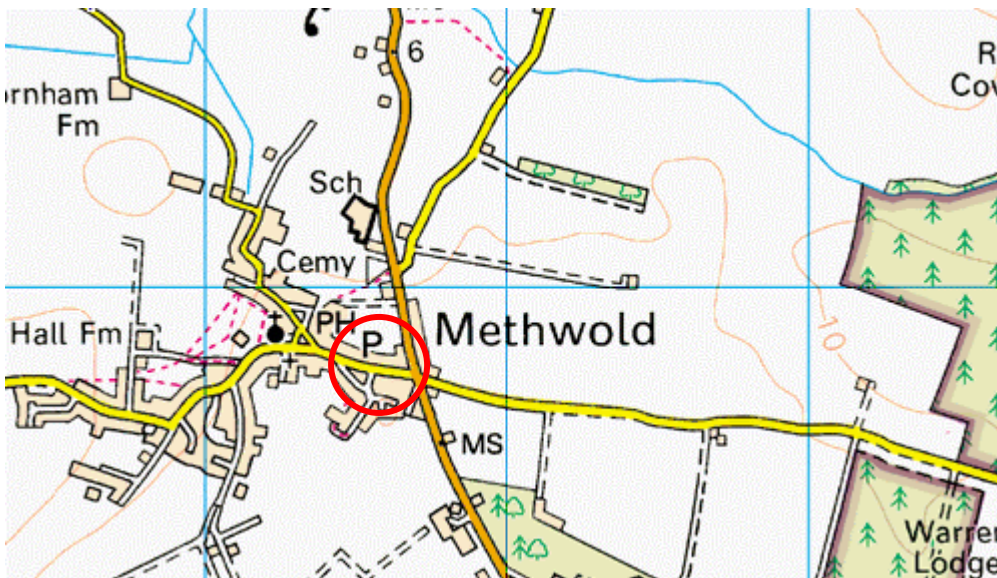 6
R
Cov
rnham
Fm
Sch
Cemy
Hall Fm
PH
P
Methwold
10
MS
Warren
Lodge